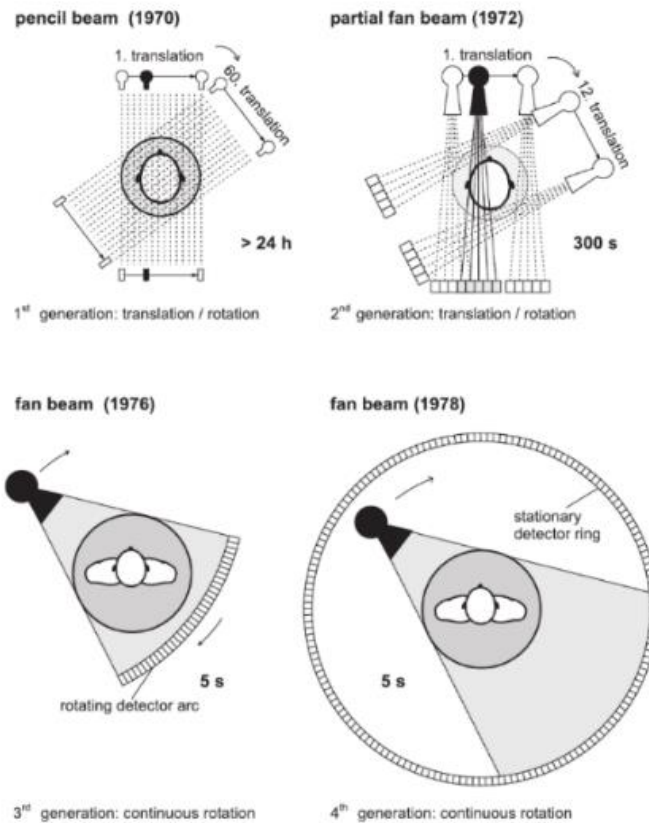 pencil beam (1970)
1. translation
60. translation
> 24 h
1st generation: translation / rotation
partial fan beam (1972)
1. translation
12. translation
300 s
2nd generation: translation / rotation
fan beam (1976)
5 s
rotating detector arc
3rd generation: continuous rotation
fan beam (1978)
stationary
detector ring
5 s
4th generation: continuous rotation